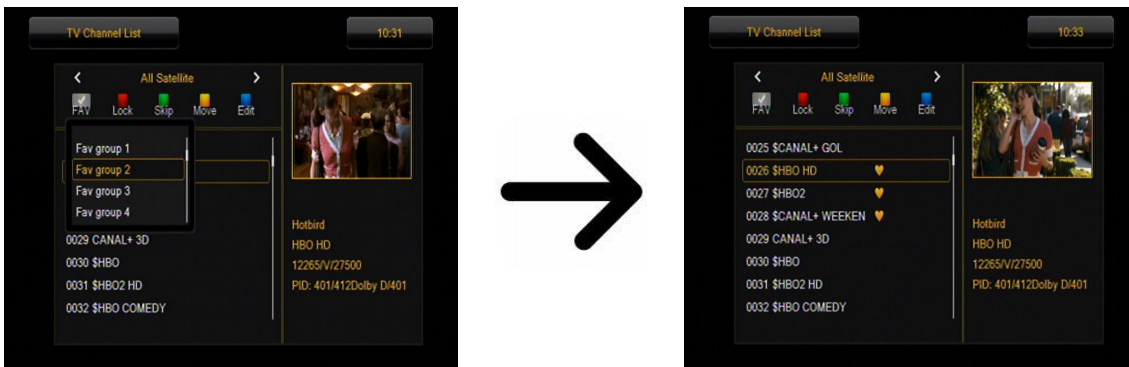 TV Channel List
10:31
All Satellite
FAV Lock Skip Move Edit
Fav group 1
Fav group 2
Fav group 3
Fav group 4
0029 CANAL+ 3D
0030 $HBO
0031 $HBO2 HD
0032 $HBO COMEDY
Hotbird
HBO HD
12265/V/27500
PID: 401/412Dolby D/401
TV Channel List
10:33
All Satellite
FAV Lock Skip Move Edit
0025 $CANAL+ GOL
0026 $HBO HD
0027 $HBO2
0028 $CANAL+ WEEKEN
0029 CANAL+ 3D
0030 $HBO
0031 $HBO2 HD
0032 $HBO COMEDY
Hotbird
HBO HD
12265/V/27500
PID: 401/412Dolby D/401